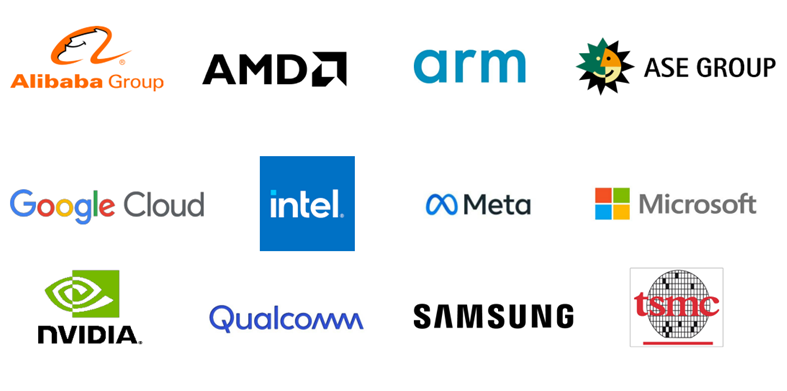 Alibaba Group
AMD
arm
ASE GROUP
Google Cloud
intel.
Meta
Microsoft
NVIDIA.
Qualcomm
SAMSUNG
tsmc